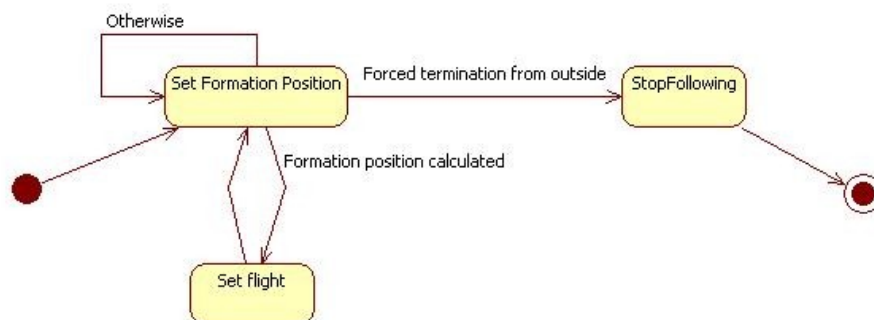 Otherwise
Set Formation Position
Forced termination from outside
StopFollowing
Formation position calculated
Set flight